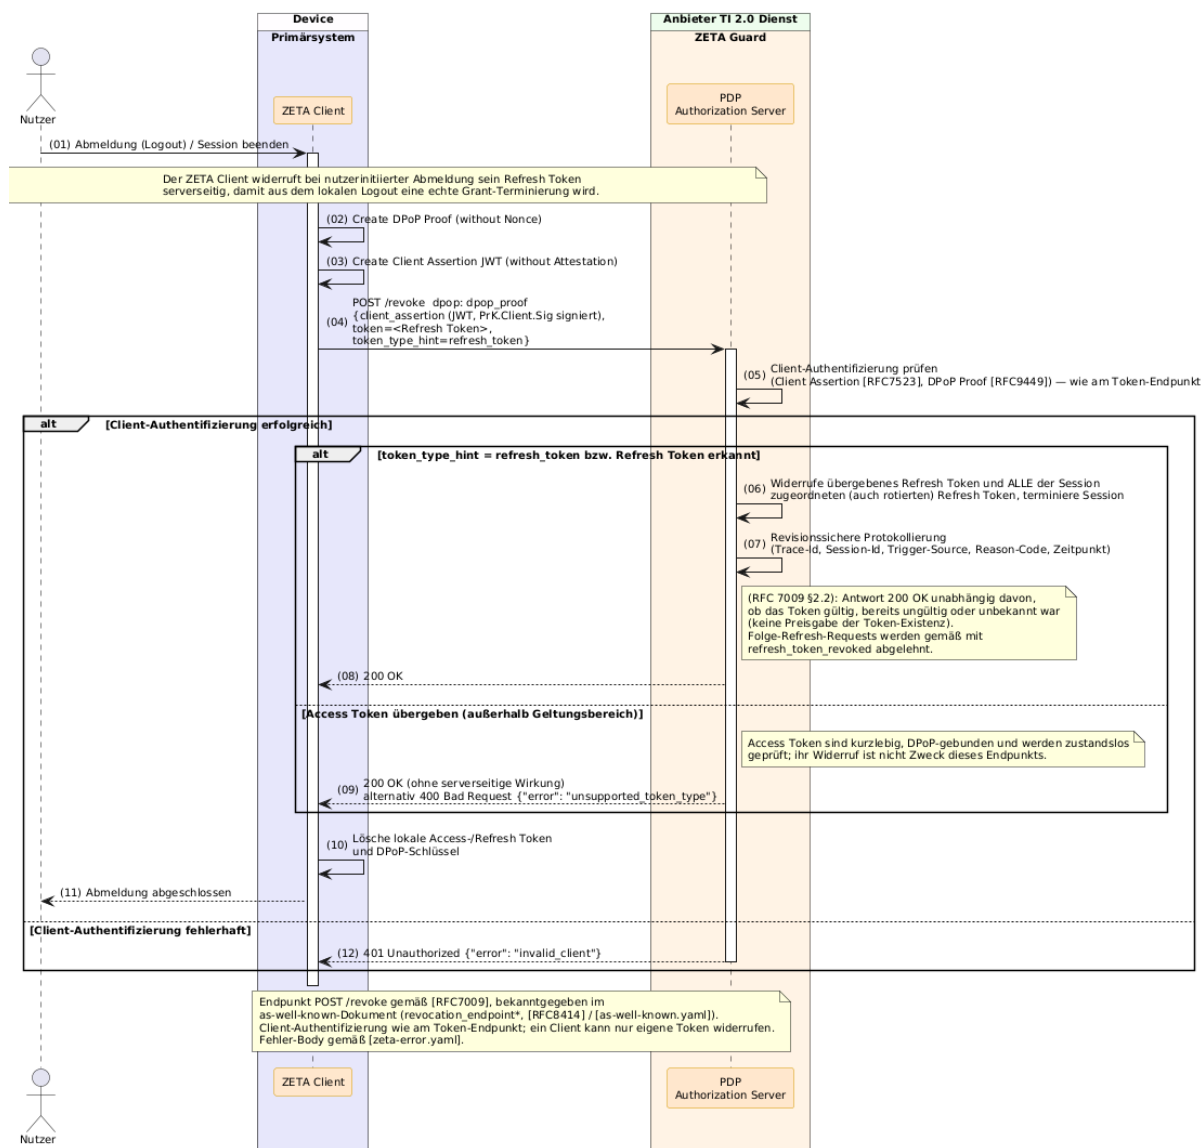 Device
Anbieter TI 2.0 Dienst
Primärsystem
ZETA Guard
Nutzer
ZETA Client
PDP
Authorization Server
(01) Abmeldung (Logout) / Session beenden
Der ZETA Client widerruft bei nutzerinitiierter Abmeldung sein Refresh Token
serverseitig, damit aus dem lokalen Logout eine echte Grant-Terminierung wird.
(02) Create DPoP Proof (without Nonce)
(03) Create Client Assertion JWT (without Attestation)
(04) POST /revoke  dpop: dpop_proof
{client_assertion (JWT, PrK.Client.Sig signiert),
token=<Refresh Token>,
token_type_hint=refresh_token}
(05) Client-Authentifizierung prüfen
(Client Assertion [RFC7523], DPoP Proof [RFC9449]) — wie am Token-Endpunkt
alt [Client-Authentifizierung erfolgreich]
alt [token_type_hint = refresh_token bzw. Refresh Token erkannt]
(06) Widerrufe übergebenes Refresh Token und ALLE der Session
zugeordneten (auch rotierten) Refresh Token, terminiere Session
(07) Revisionssichere Protokollierung
(Trace-Id, Session-Id, Trigger-Source, Reason-Code, Zeitpunkt)
(RFC 7009 §2.2): Antwort 200 OK unabhängig davon,
ob das Token gültig, bereits ungültig oder unbekannt war
(keine Preisgabe der Token-Existenz).
Folge-Refresh-Requests werden gemäß mit
refresh_token_revoked abgelehnt.
(08) 200 OK
[Access Token übergeben (außerhalb Geltungsbereich)]
Access Token sind kurzlebig, DPoP-gebunden und werden zustandslos
geprüft; ihr Widerruf ist nicht Zweck dieses Endpunkts.
(09) 200 OK (ohne serverseitige Wirkung)
alternativ 400 Bad Request {"error": "unsupported_token_type"}
(10) Lösche lokale Access-/Refresh Token
und DPoP-Schlüssel
(11) Abmeldung abgeschlossen
[Client-Authentifizierung fehlerhaft]
(12) 401 Unauthorized {"error": "invalid_client"}
Endpunkt POST /revoke gemäß [RFC7009], bekanntgegeben im
as-well-known-Dokument (revocation_endpoint*, [RFC8414] / [as-well-known.yaml]).
Client-Authentifizierung wie am Token-Endpunkt; ein Client kann nur eigene Token widerrufen.
Fehler-Body gemäß [zeta-error.yaml].
ZETA Client
PDP
Authorization Server
Nutzer